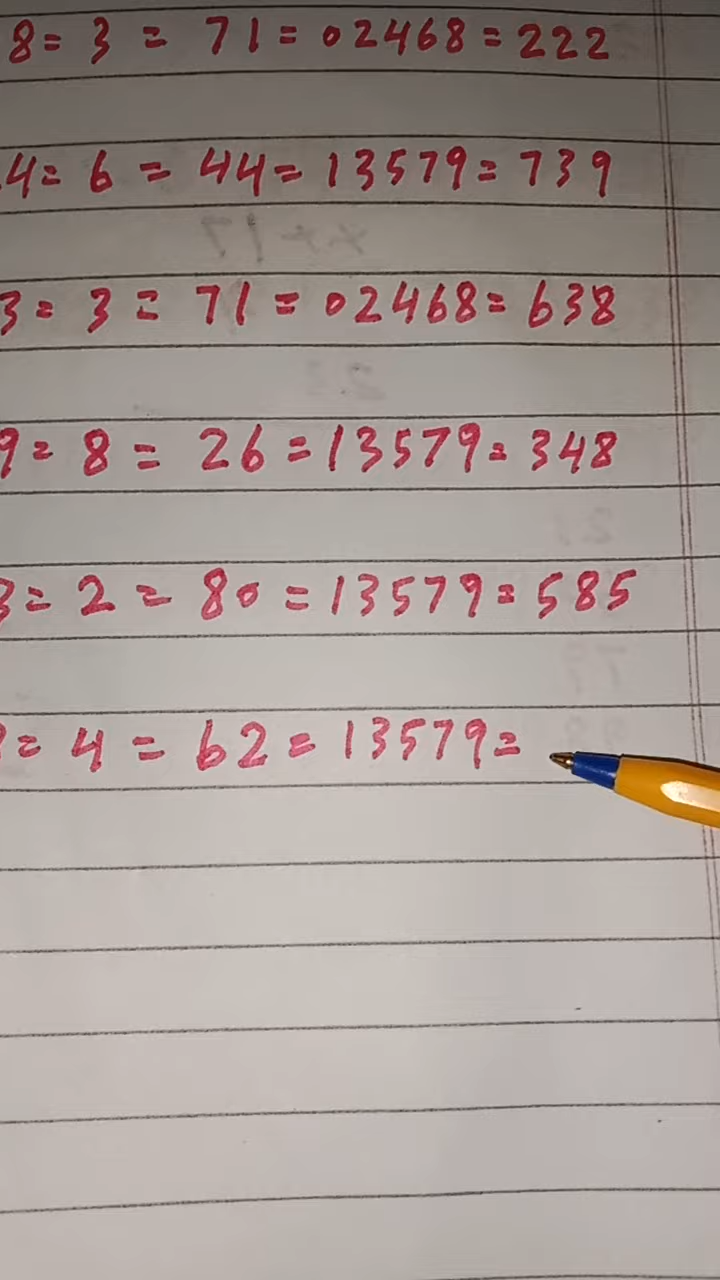 8= 3 = 71 = 02468 = 222
4= 6 = 44= 13579= 739
3= 3 = 71 = 02468= 638
9= 8 = 26 =13579= 348
3= 2 = 80 =13579= 585
= 4 = 62= 13579=